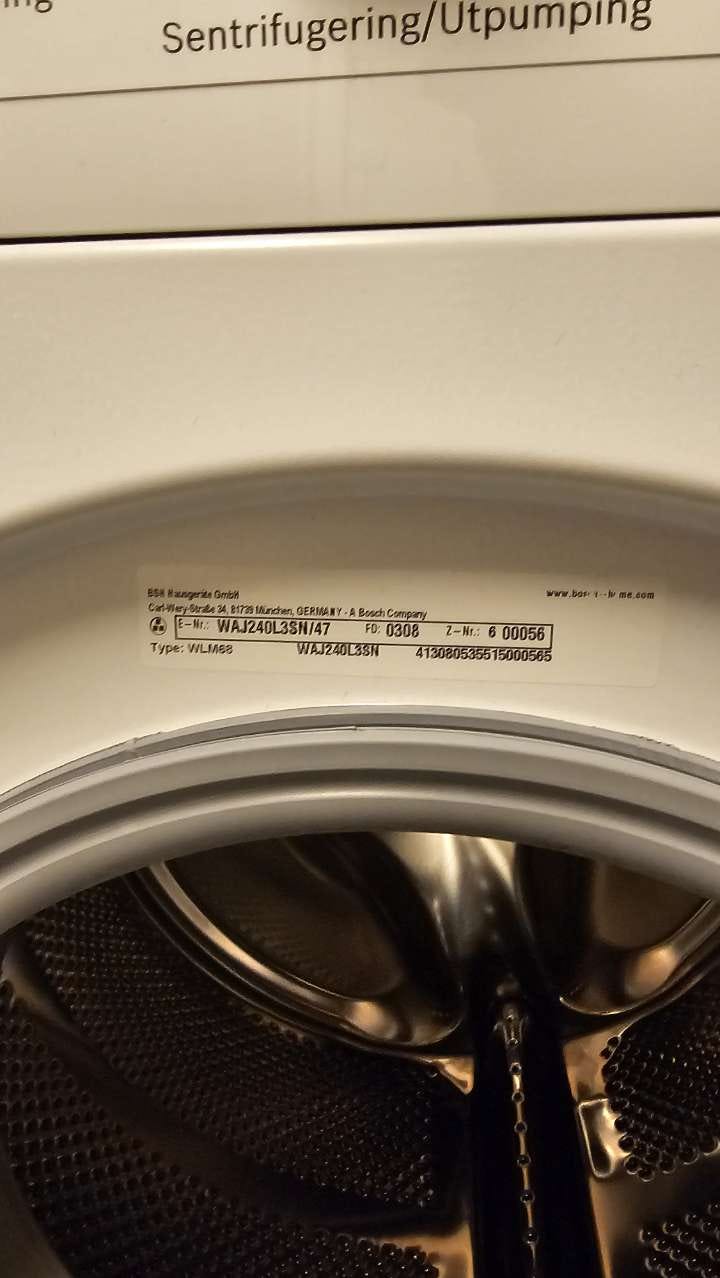 Sentrifugering/Utpumping
BSH Hausgeräte GmbH
Carl-Wery-Straße 34, 81739 München, GERMANY - A Bosch Company
E-Nr.: WAJ240L3SN/47 FD: 0308 Z-Nr.: 6 00056
Type: WLM68 WAJ240L3SN 413080535515000565